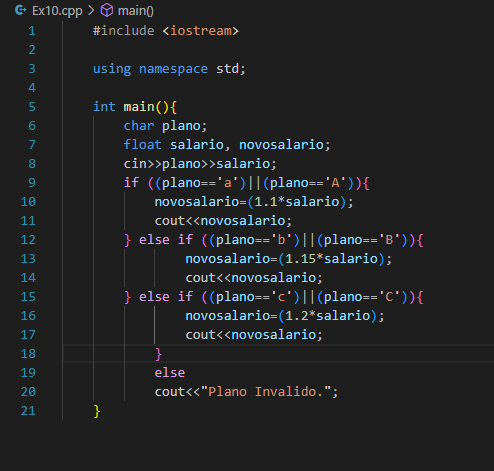 Ex10.cpp > main()
1 #include <iostream>
2
3 using namespace std;
4
5 int main(){
6 char plano;
7 float salario, novosalario;
8 cin>>plano>>salario;
9 if ((plano=='a')||(plano=='A')){
10 novosalario=(1.1*salario);
11 cout<<novosalario;
12 } else if ((plano=='b')||(plano=='B')){
13 novosalario=(1.15*salario);
14 cout<<novosalario;
15 } else if ((plano=='c')||(plano=='C')){
16 novosalario=(1.2*salario);
17 cout<<novosalario;
18 }
19 else
20 cout<<"Plano Invalido.";
21 }